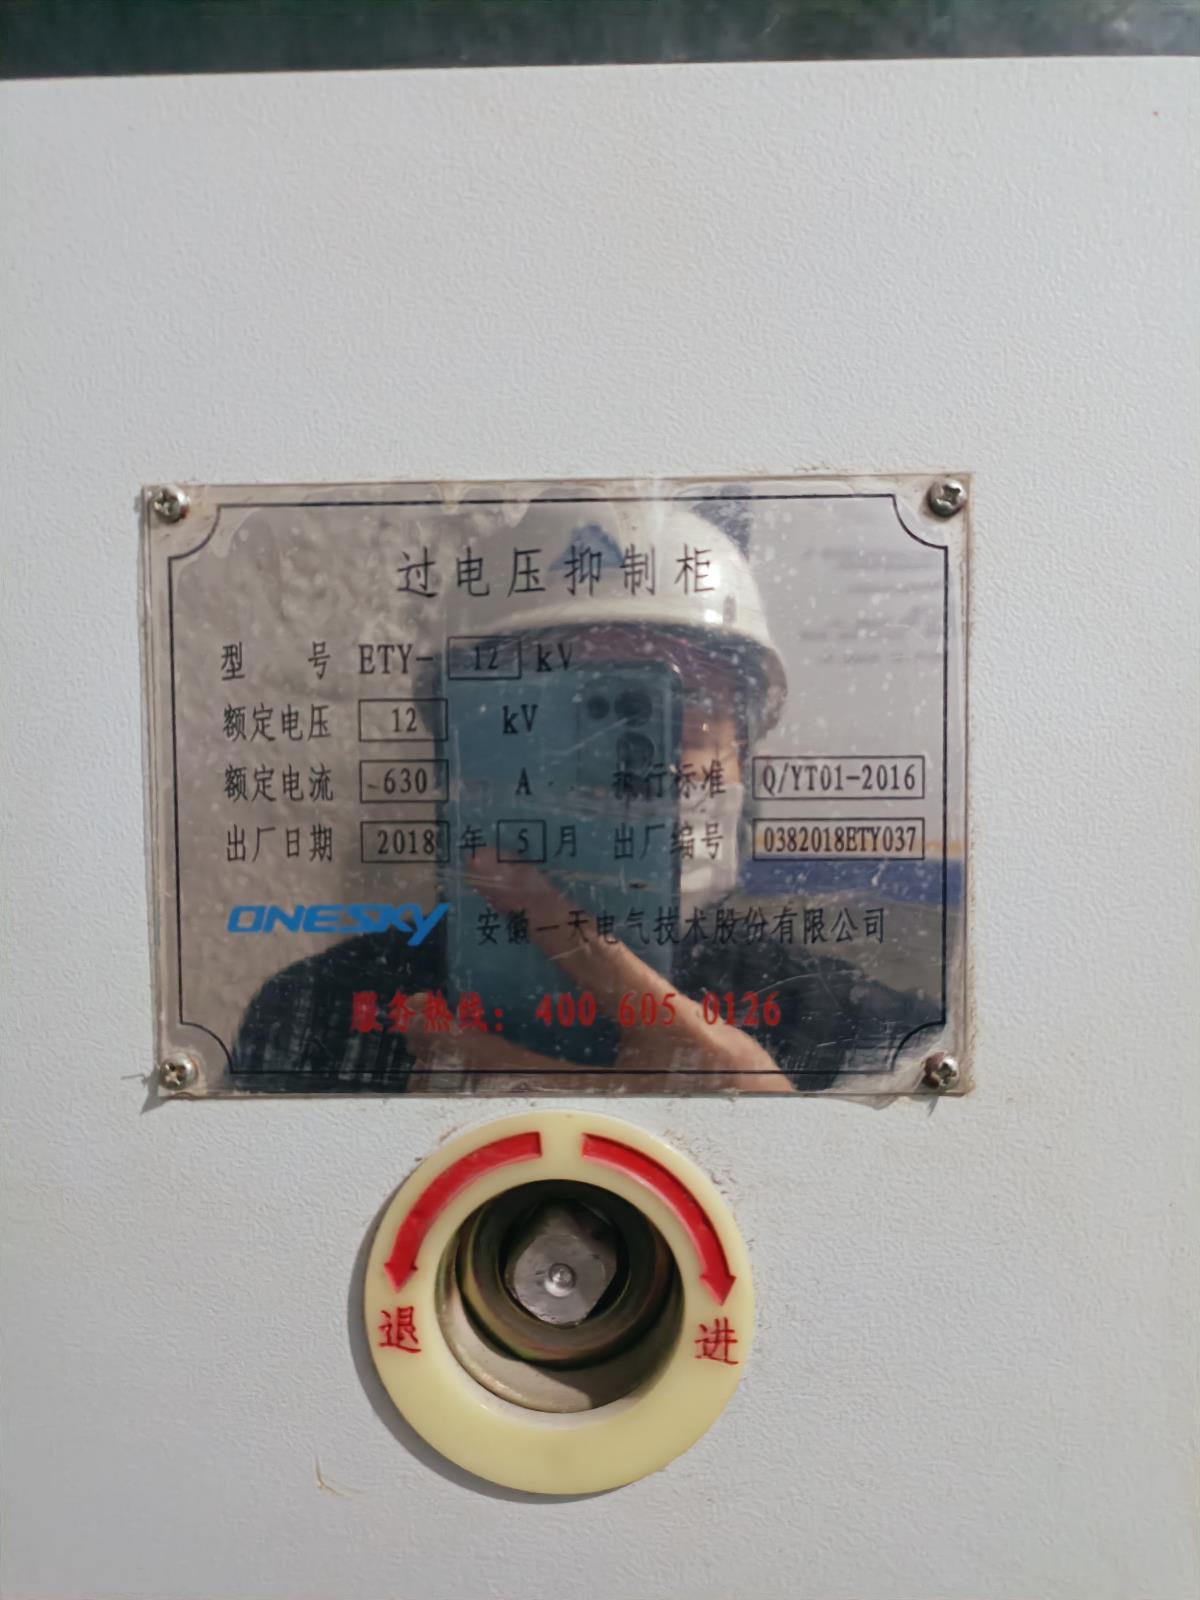 过电压抑制柜
型 号 ETY- 12 kV
额定电压 12 kV
额定电流 630 A 执行标准 Q/YT01-2016
出厂日期 2018 年 5 月 出厂编号 0382018ETY037
ONESKY 安徽一天电气技术股份有限公司
服务热线: 400 605 0126
退 进